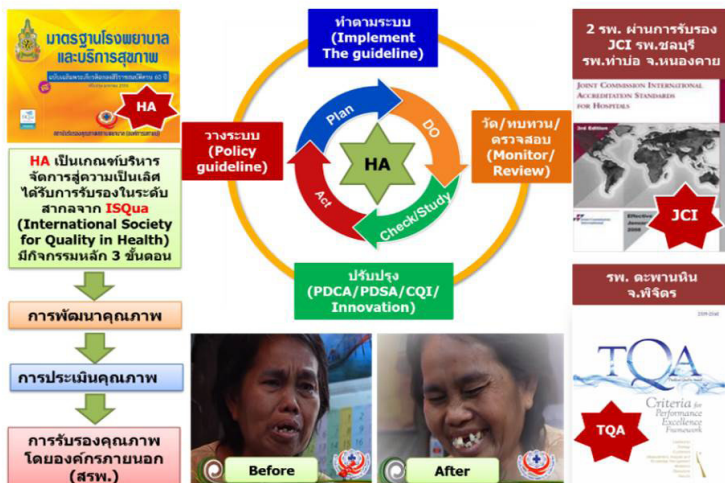 มาตรฐานโรงพยาบาล
และบริการสุขภาพ
HA
HA เป็นเกณฑ์บริหาร
จัดการสู่ความเป็นเลิศ
ได้รับการรับรองในระดับ
สากลจาก ISQua
(International Society
for Quality in Health)
มีกิจกรรมหลัก 3 ขั้นตอน
การพัฒนาคุณภาพ
การประเมินคุณภาพ
การรับรองคุณภาพ
โดยองค์กรภายนอก
(สรพ.)
ทำตามระบบ
(Implement
The guideline)
วางระบบ
(Policy
guideline)
Plan
DO
Check/Study
Act
HA
วัด/ทบทวน/
ตรวจสอบ
(Monitor/
Review)
ปรับปรุง
(PDCA/PDSA/CQI/
Innovation)
Before
After
2 รพ. ผ่านการรับรอง
JCI รพ.ชลบุรี
รพ.ท่าบ่อ จ.หนองคาย
JOINT COMMISSION INTERNATIONAL
ACCREDITATION STANDARDS
FOR HOSPITALS
3rd Edition
Effective
January
2008
JCI
รพ. ตะพานหิน
จ.พิจิตร
TQA
Criteria for
Performance
Excellence
Framework
TQA